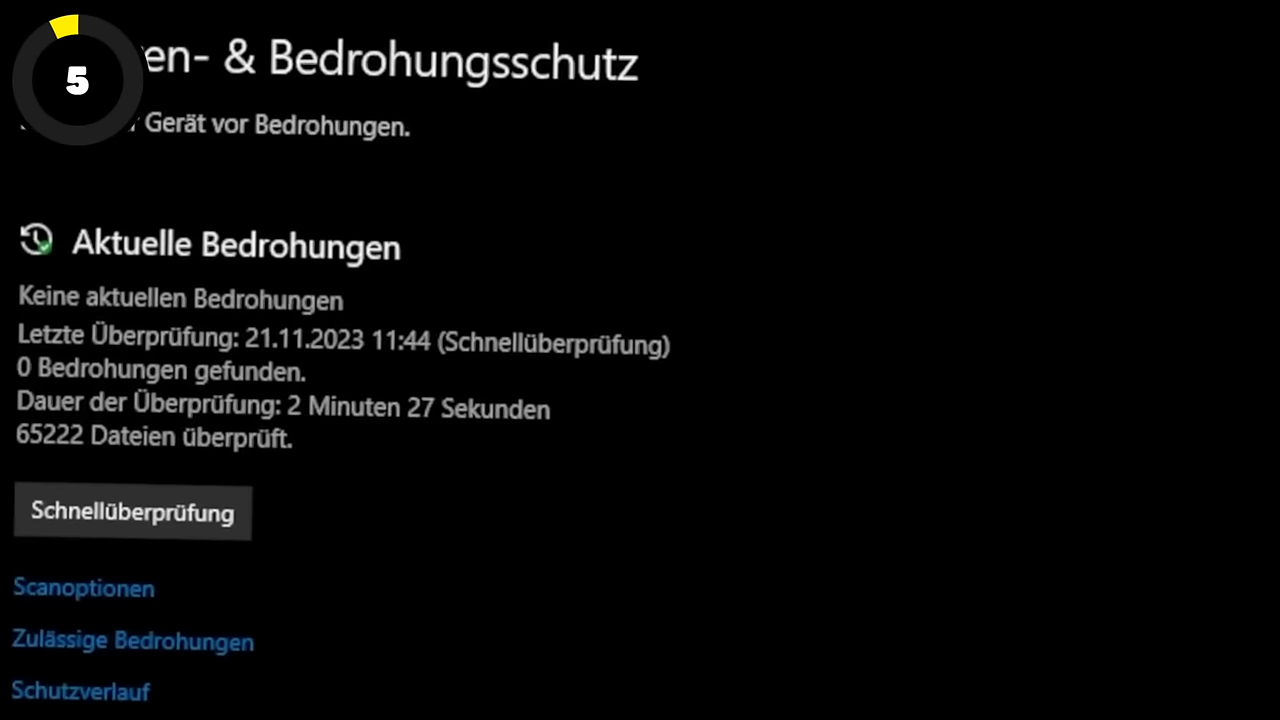 5
en- & Bedrohungsschutz
Gerät vor Bedrohungen.
Aktuelle Bedrohungen
Keine aktuellen Bedrohungen
Letzte Überprüfung: 21.11.2023 11:44 (Schnellüberprüfung)
0 Bedrohungen gefunden.
Dauer der Überprüfung: 2 Minuten 27 Sekunden
65222 Dateien überprüft.
Schnellüberprüfung
Scanoptionen
Zulässige Bedrohungen
Schutzverlauf